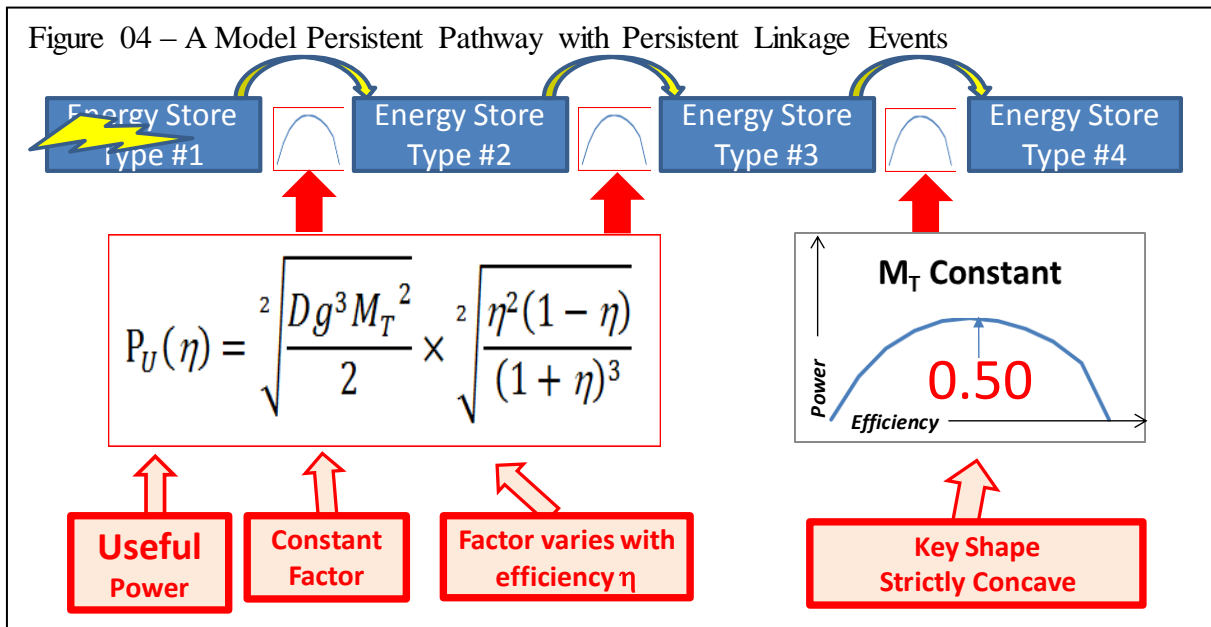 Figure 04 – A Model Persistent Pathway with Persistent Linkage Events
Energy Store
Type #1
Energy Store
Type #2
Energy Store
Type #3
Energy Store
Type #4
P_U(η) = ²√(Dg³M_T²/2) × ²√(η²(1 − η)/(1 + η)³)
M_T Constant
Power
0.50
Efficiency
Useful
Power
Constant
Factor
Factor varies with
efficiency η
Key Shape
Strictly Concave